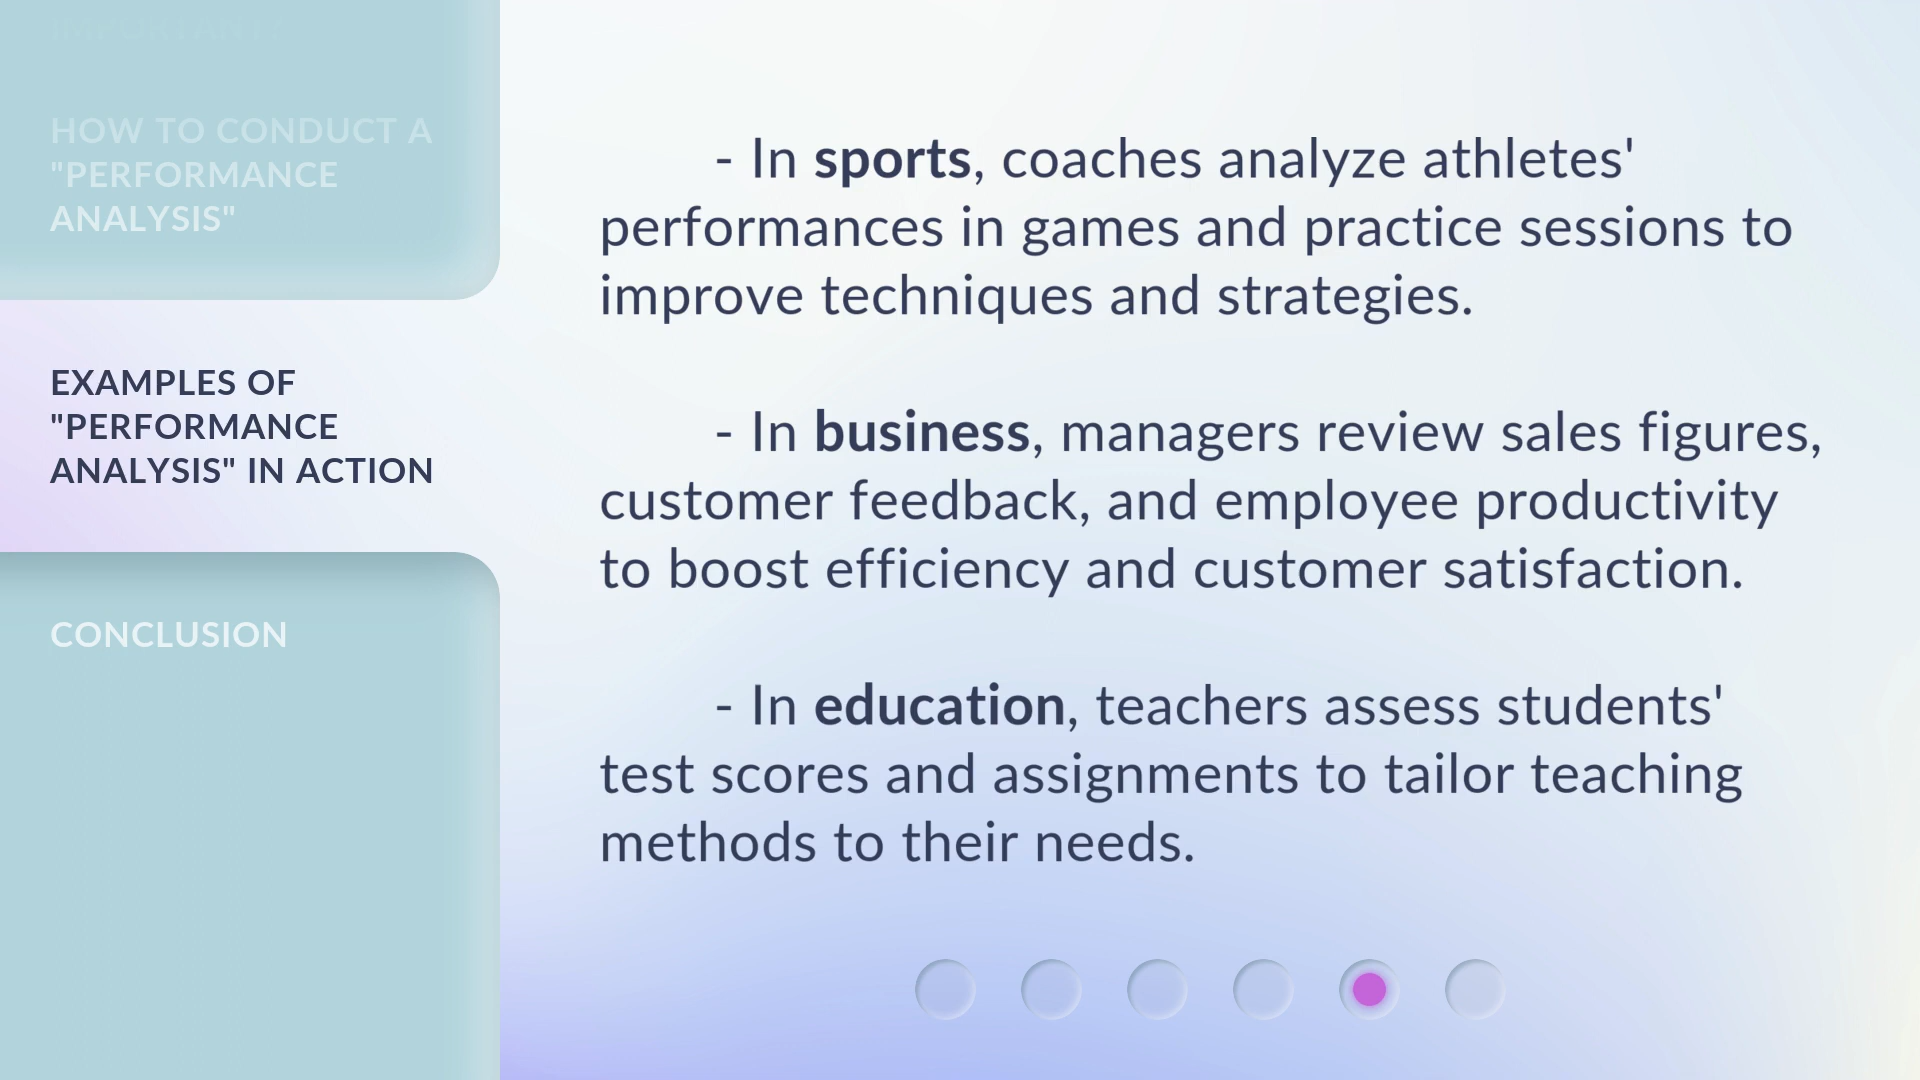 IMPORTANT?
HOW TO CONDUCT A
"PERFORMANCE
ANALYSIS"
EXAMPLES OF
"PERFORMANCE
ANALYSIS" IN ACTION
CONCLUSION
- In sports, coaches analyze athletes'
performances in games and practice sessions to
improve techniques and strategies.
- In business, managers review sales figures,
customer feedback, and employee productivity
to boost efficiency and customer satisfaction.
- In education, teachers assess students'
test scores and assignments to tailor teaching
methods to their needs.